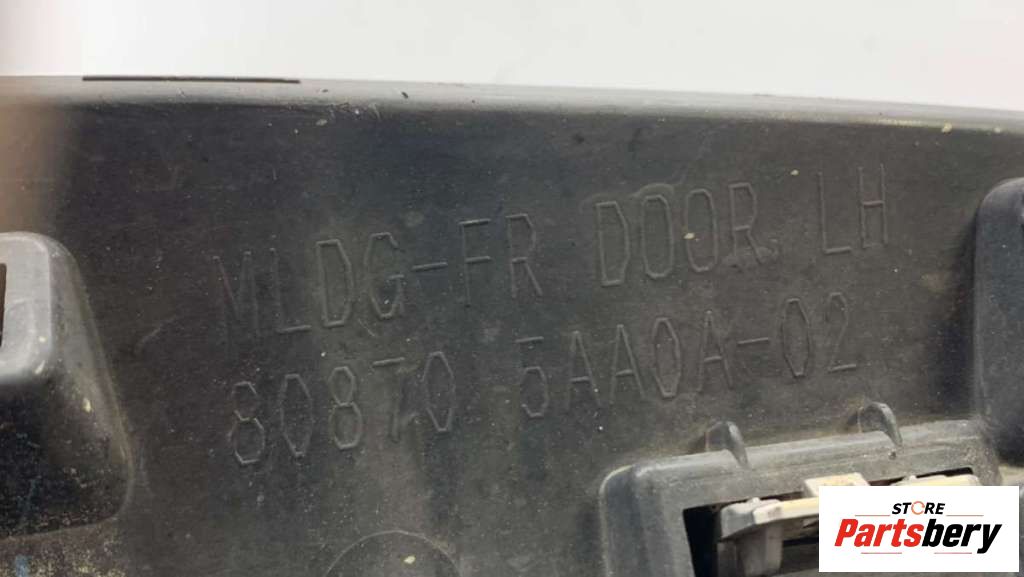 MLDG-FR DOOR, LH
80870 5AA0A-02
STORE
Partsbery